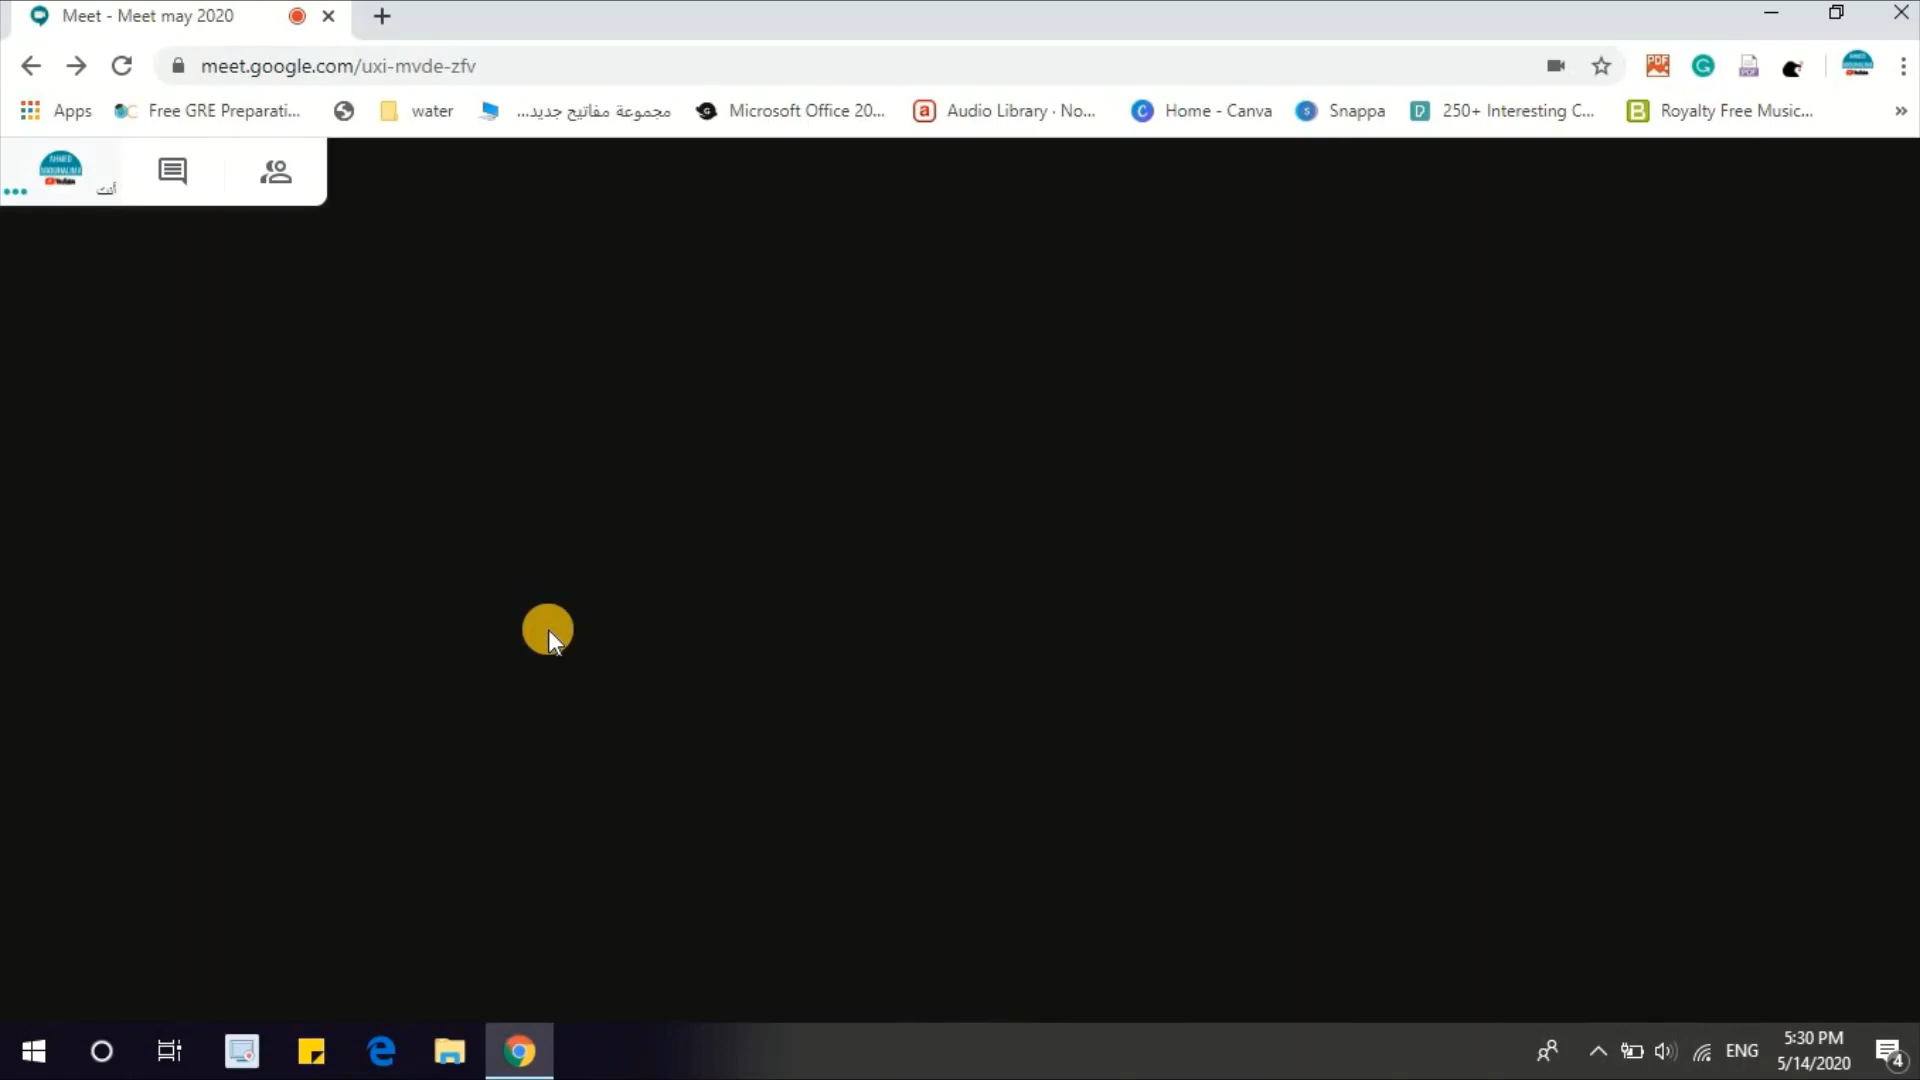 Meet - Meet may 2020
meet.google.com/uxi-mvde-zfv
Apps
Free GRE Preparati...
water
مجموعة مفاتيح جديد...
Microsoft Office 20...
Audio Library · No...
Home - Canva
Snappa
250+ Interesting C...
Royalty Free Music...
أنت
ENG
5:30 PM
5/14/2020
4